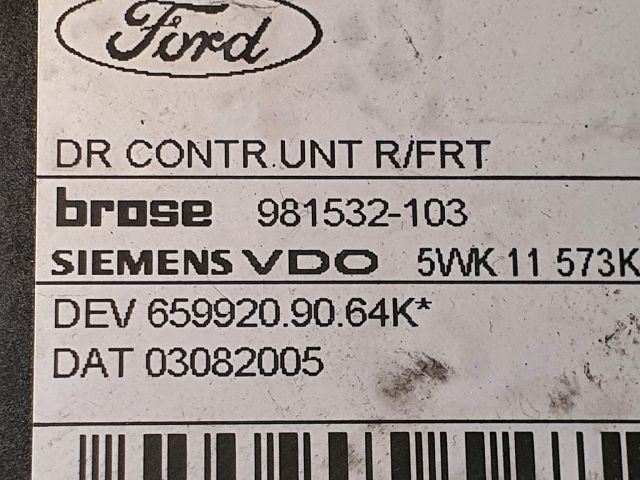 Ford
DR CONTR.UNT R/FRT
brose 981532-103
SIEMENS VDO 5WK 11 573K
DEV 659920.90.64K*
DAT 03082005